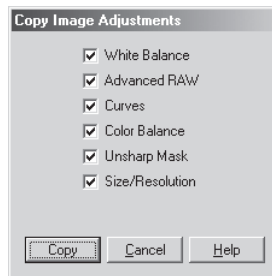 Copy Image Adjustments
White Balance
Advanced RAW
Curves
Color Balance
Unsharp Mask
Size/Resolution
Copy Cancel Help